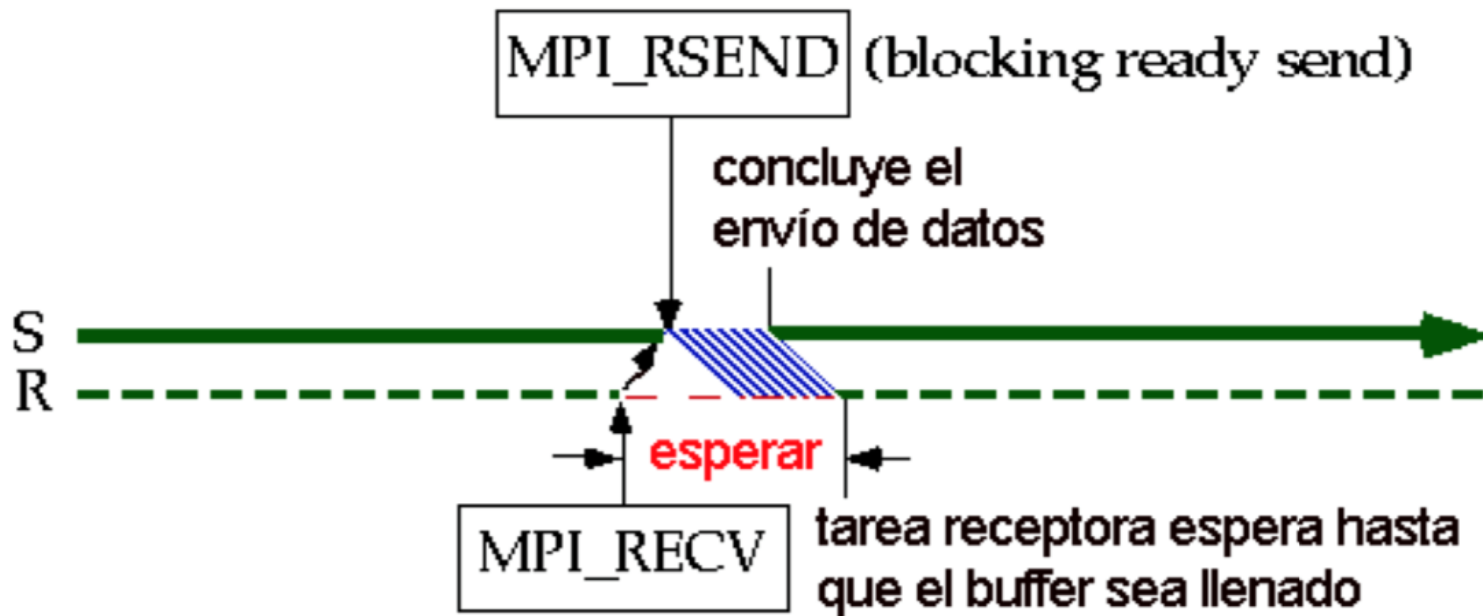 MPI_RSEND (blocking ready send)
concluye el
envío de datos
S
R
esperar
MPI_RECV
tarea receptora espera hasta
que el buffer sea llenado